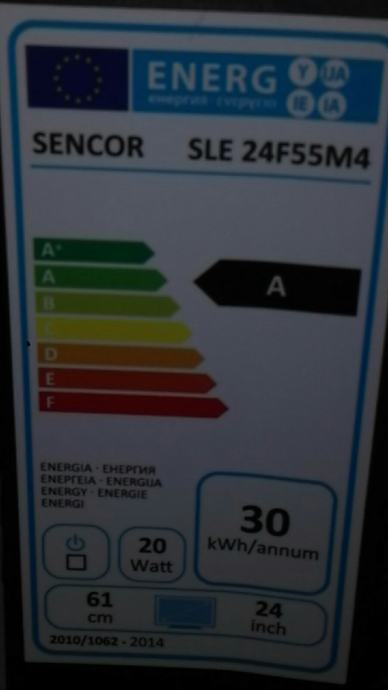 ENERG Y UA
енергия · ενεργεια IE IA
SENCOR SLE 24F55M4
A+
A
B
C
D
E
F
A
ENERGIA · ЕНЕРГИЯ
ΕΝΕΡΓΕΙΑ · ENERGIJA
ENERGY · ENERGIE
ENERGI
30
kWh/annum
20
Watt
61
cm
24
inch
2010/1062 - 2014